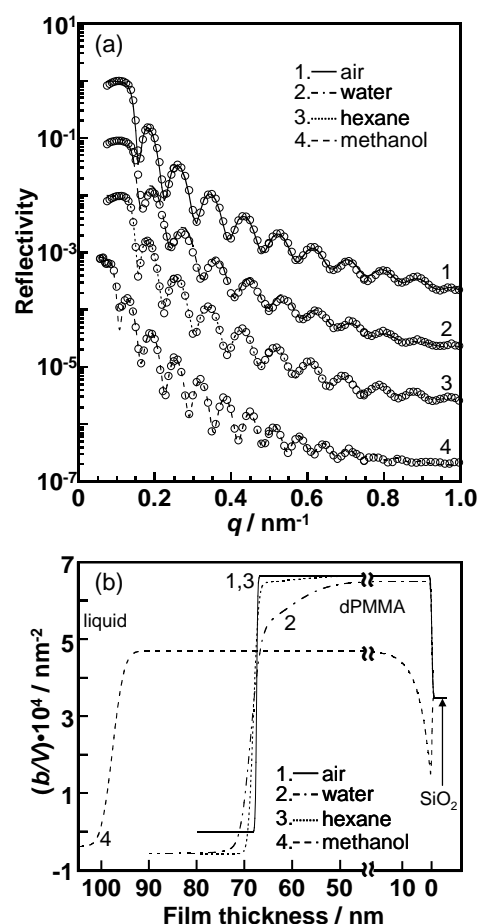 (a)
Reflectivity
10¹
10⁻¹
10⁻³
10⁻⁵
10⁻⁷
1. air
2. water
3. hexane
4. methanol
1
2
3
4
0 0.2 0.4 0.6 0.8 1.0
q / nm⁻¹
(b)
(b/V)•10⁴ / nm⁻²
7
5
3
1
-1
liquid
1,3
2
dPMMA
4
SiO₂
1. air
2. water
3. hexane
4. methanol
100 90 80 70 60 50 10 0
Film thickness / nm